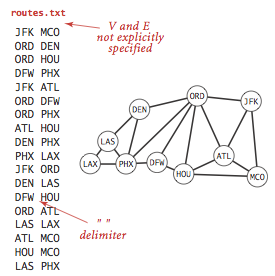 routes.txt
V and E
not explicitly
specified
JFK MCO
ORD DEN
ORD HOU
DFW PHX
JFK ATL
ORD DFW
ORD PHX
ATL HOU
DEN PHX
PHX LAX
JFK ORD
DEN LAS
DFW HOU
ORD ATL
LAS LAX
ATL MCO
HOU MCO
LAS PHX
" "
delimiter
ORD
JFK
DEN
LAS
LAX
PHX
DFW
ATL
HOU
MCO